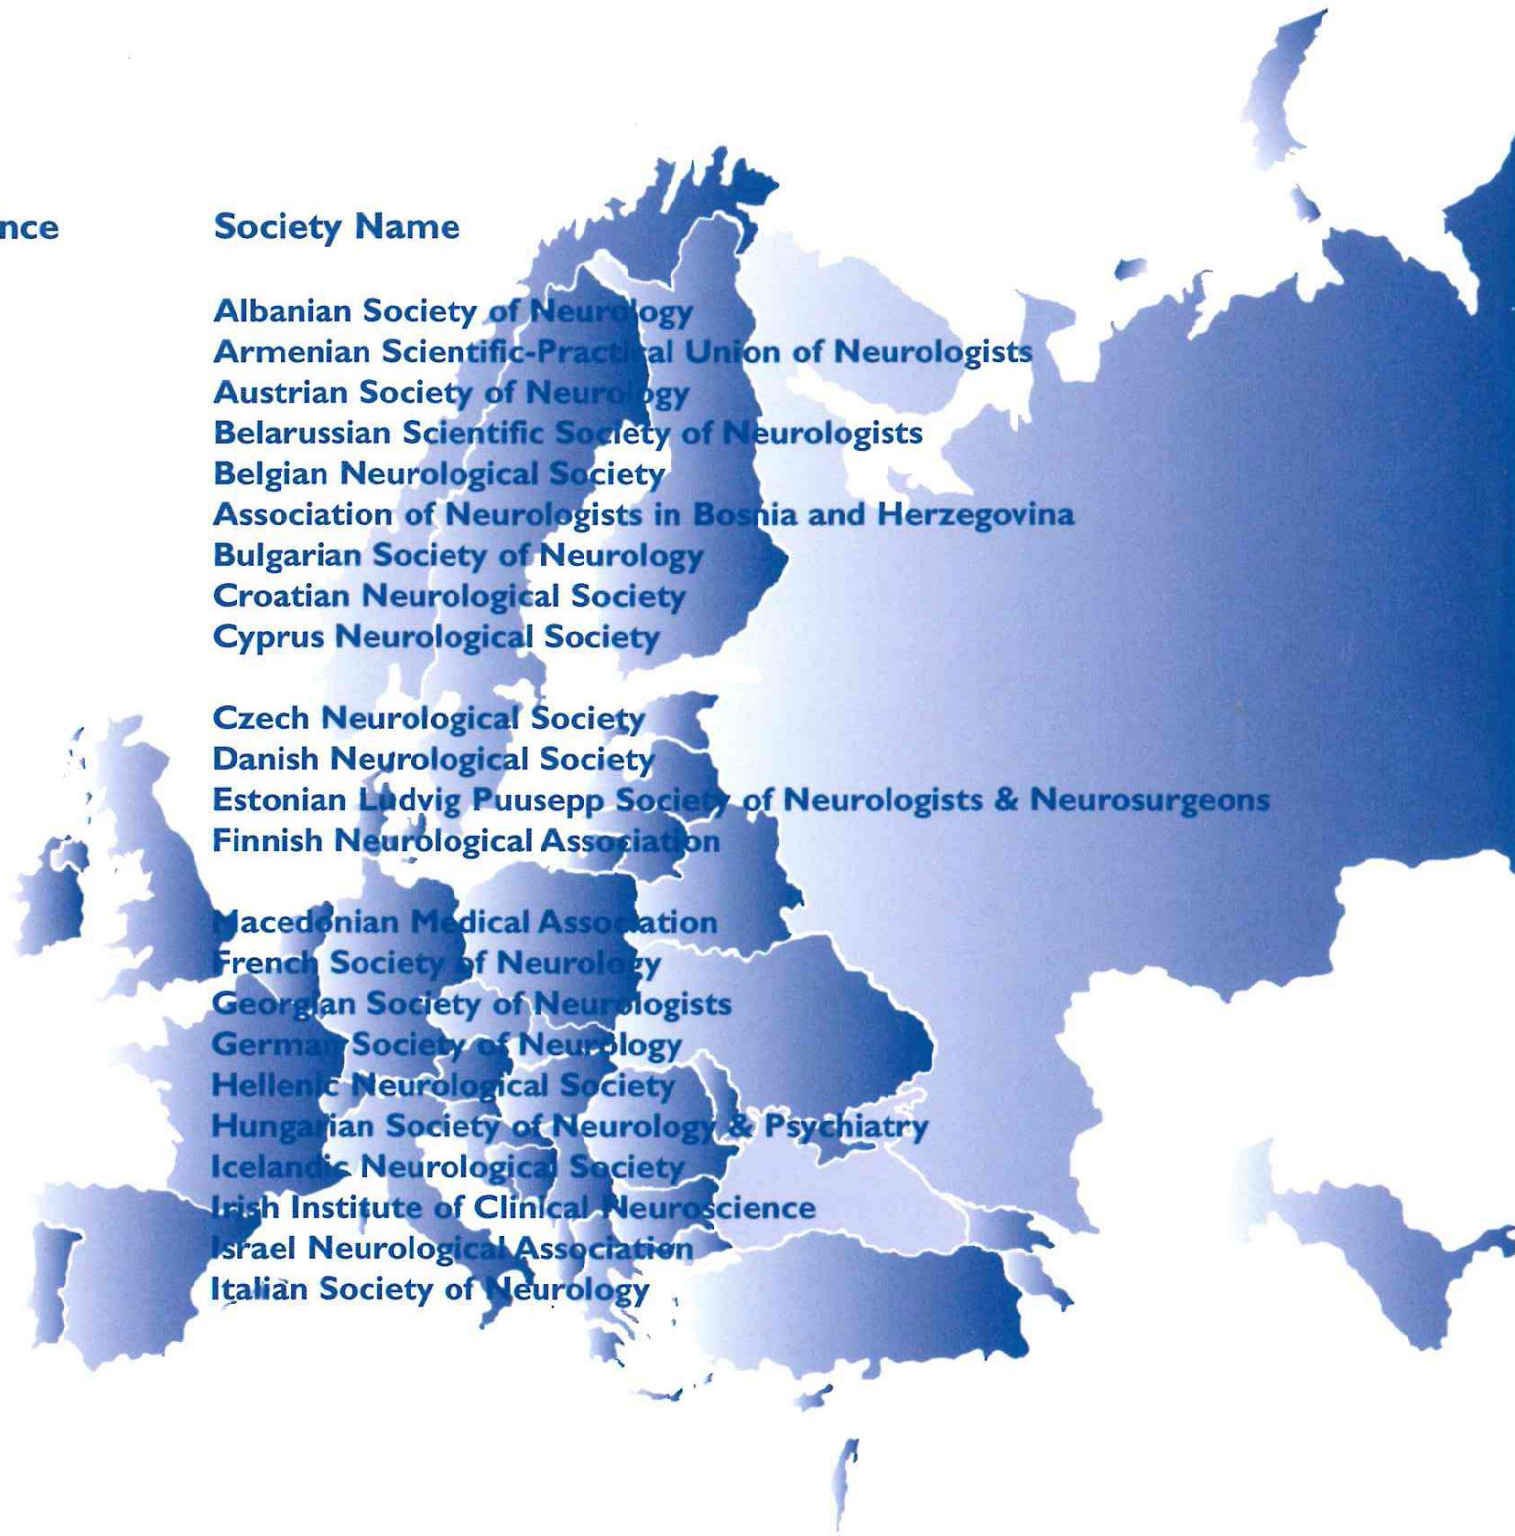 nce Society Name
Albanian Society of Neurology
Armenian Scientific-Practical Union of Neurologists
Austrian Society of Neurology
Belarussian Scientific Society of Neurologists
Belgian Neurological Society
Association of Neurologists in Bosnia and Herzegovina
Bulgarian Society of Neurology
Croatian Neurological Society
Cyprus Neurological Society
Czech Neurological Society
Danish Neurological Society
Estonian Ludvig Puusepp Society of Neurologists & Neurosurgeons
Finnish Neurological Association
Macedonian Medical Association
French Society of Neurology
Georgian Society of Neurologists
German Society of Neurology
Hellenic Neurological Society
Hungarian Society of Neurology & Psychiatry
Icelandic Neurological Society
Irish Institute of Clinical Neuroscience
Israel Neurological Association
Italian Society of Neurology